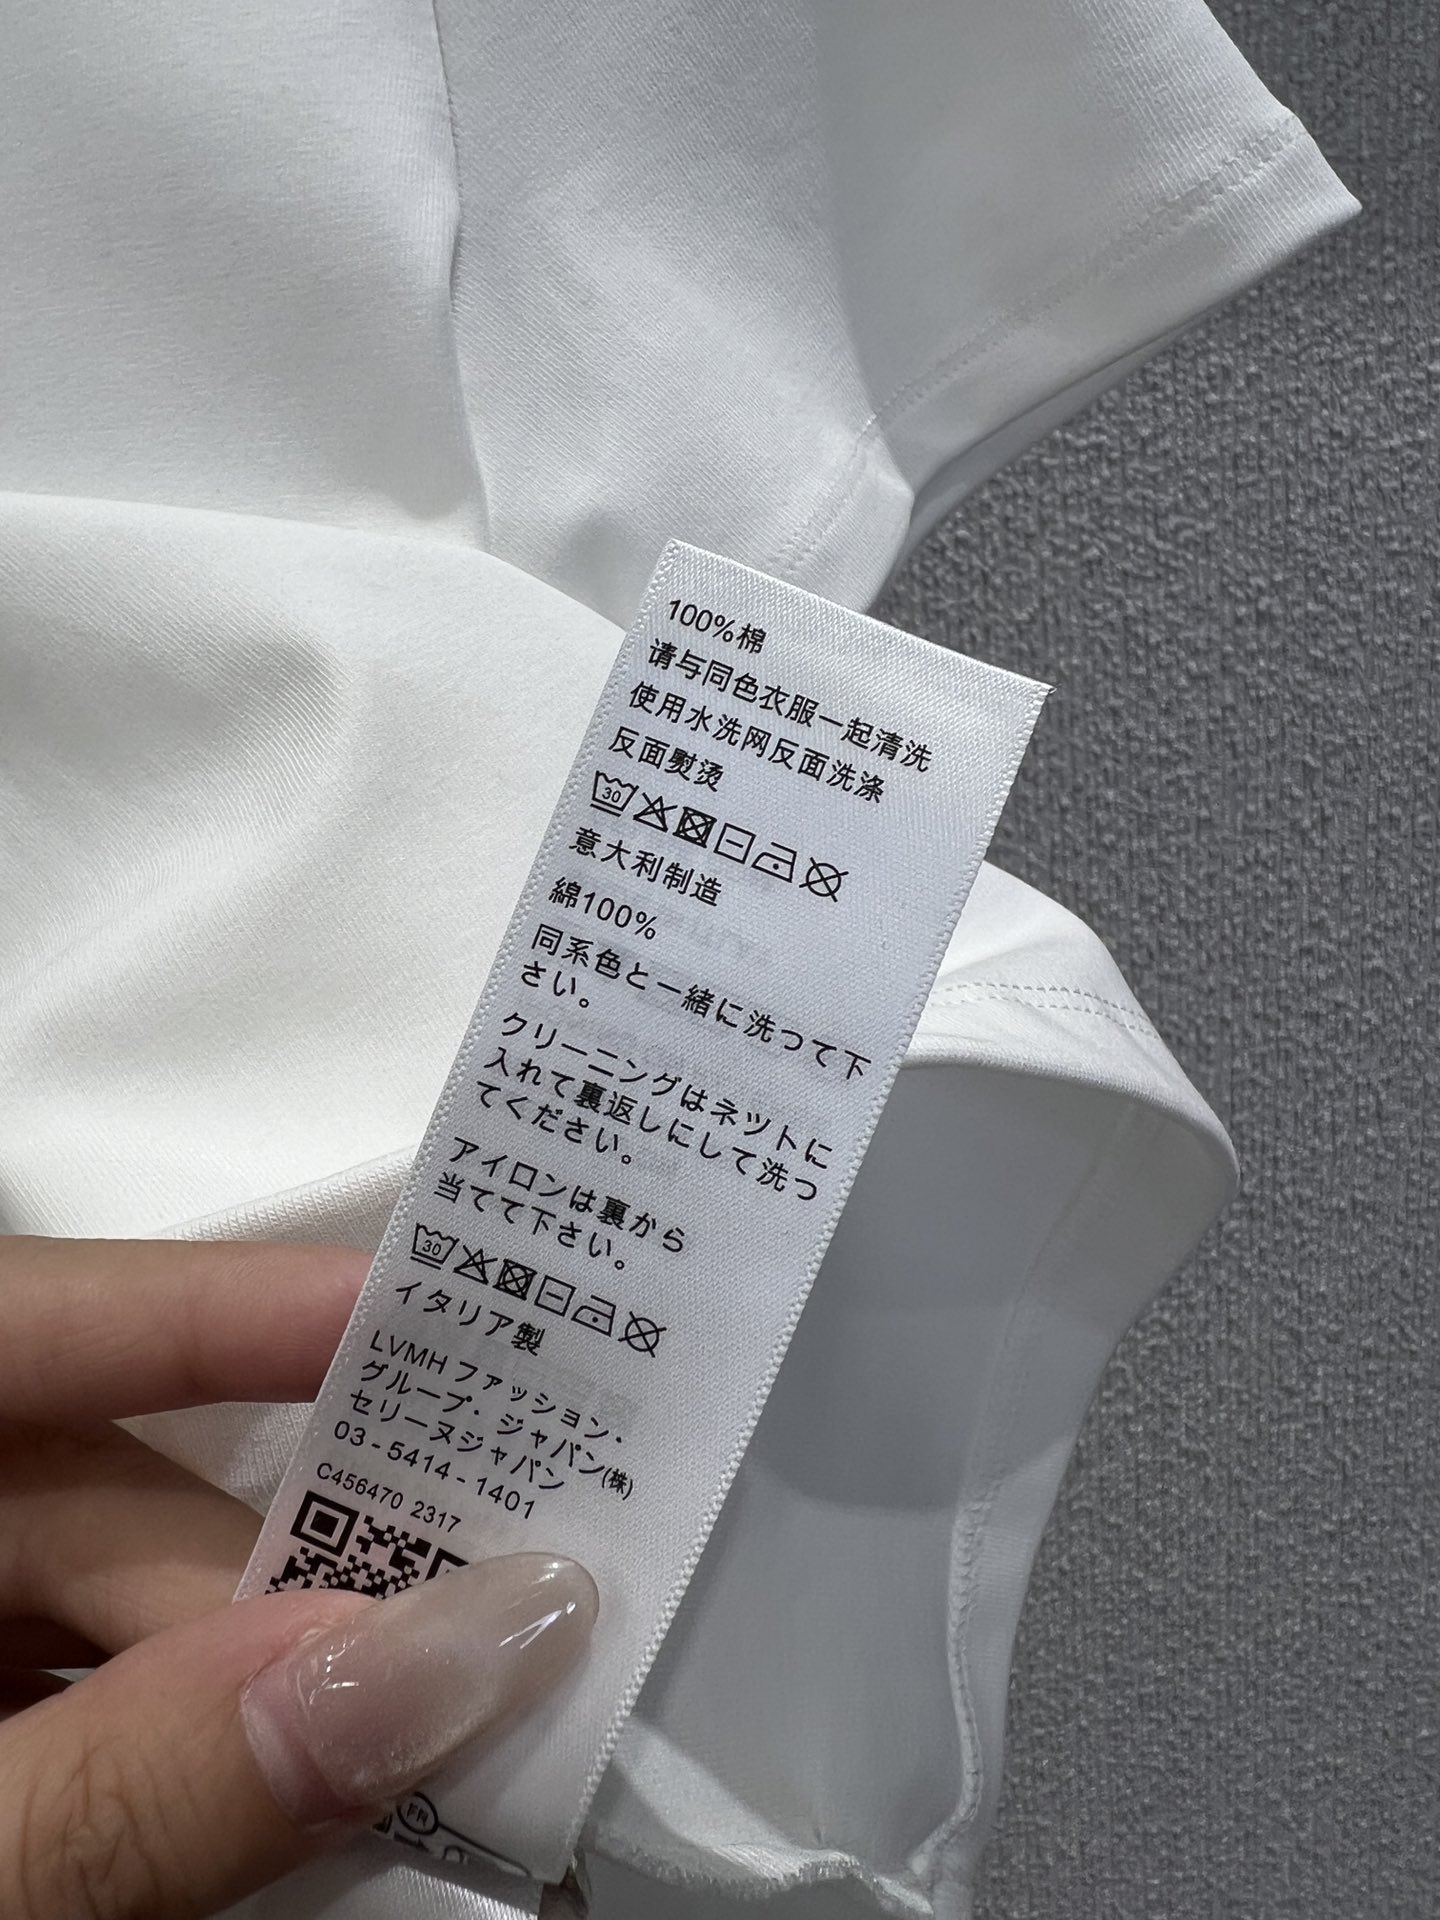 100%棉
请与同色衣服一起清洗
使用水洗网反面洗涤
反面熨烫
30
意大利制造
綿100%
同系色と一緒に洗つて下
さい。
クリーニングはネツトに
入れて裏返しにして洗つ
てください。
アイロンは裏から
当てて下さい。
30
イタリア製
LVMH ファッション・
グループ・ジャパン(株)
セリーヌジャパン
03-5414-1401
C456470 2317
FR